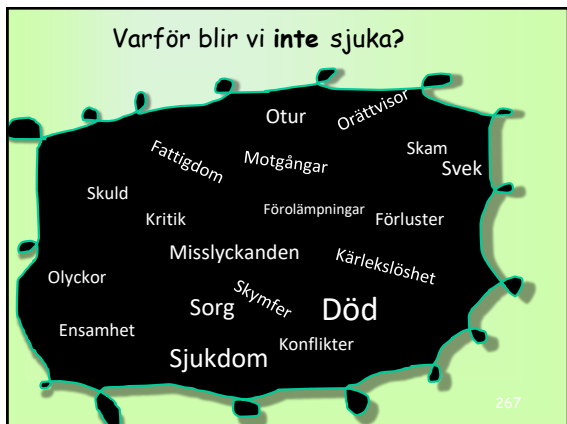 Varför blir vi inte sjuka?
Otur
Orättvisor
Fattigdom
Motgångar
Skam
Svek
Skuld
Kritik
Förolämpningar
Förluster
Misslyckanden
Kärlekslöshet
Olyckor
Sorg
Skymfer
Död
Ensamhet
Konflikter
Sjukdom
267